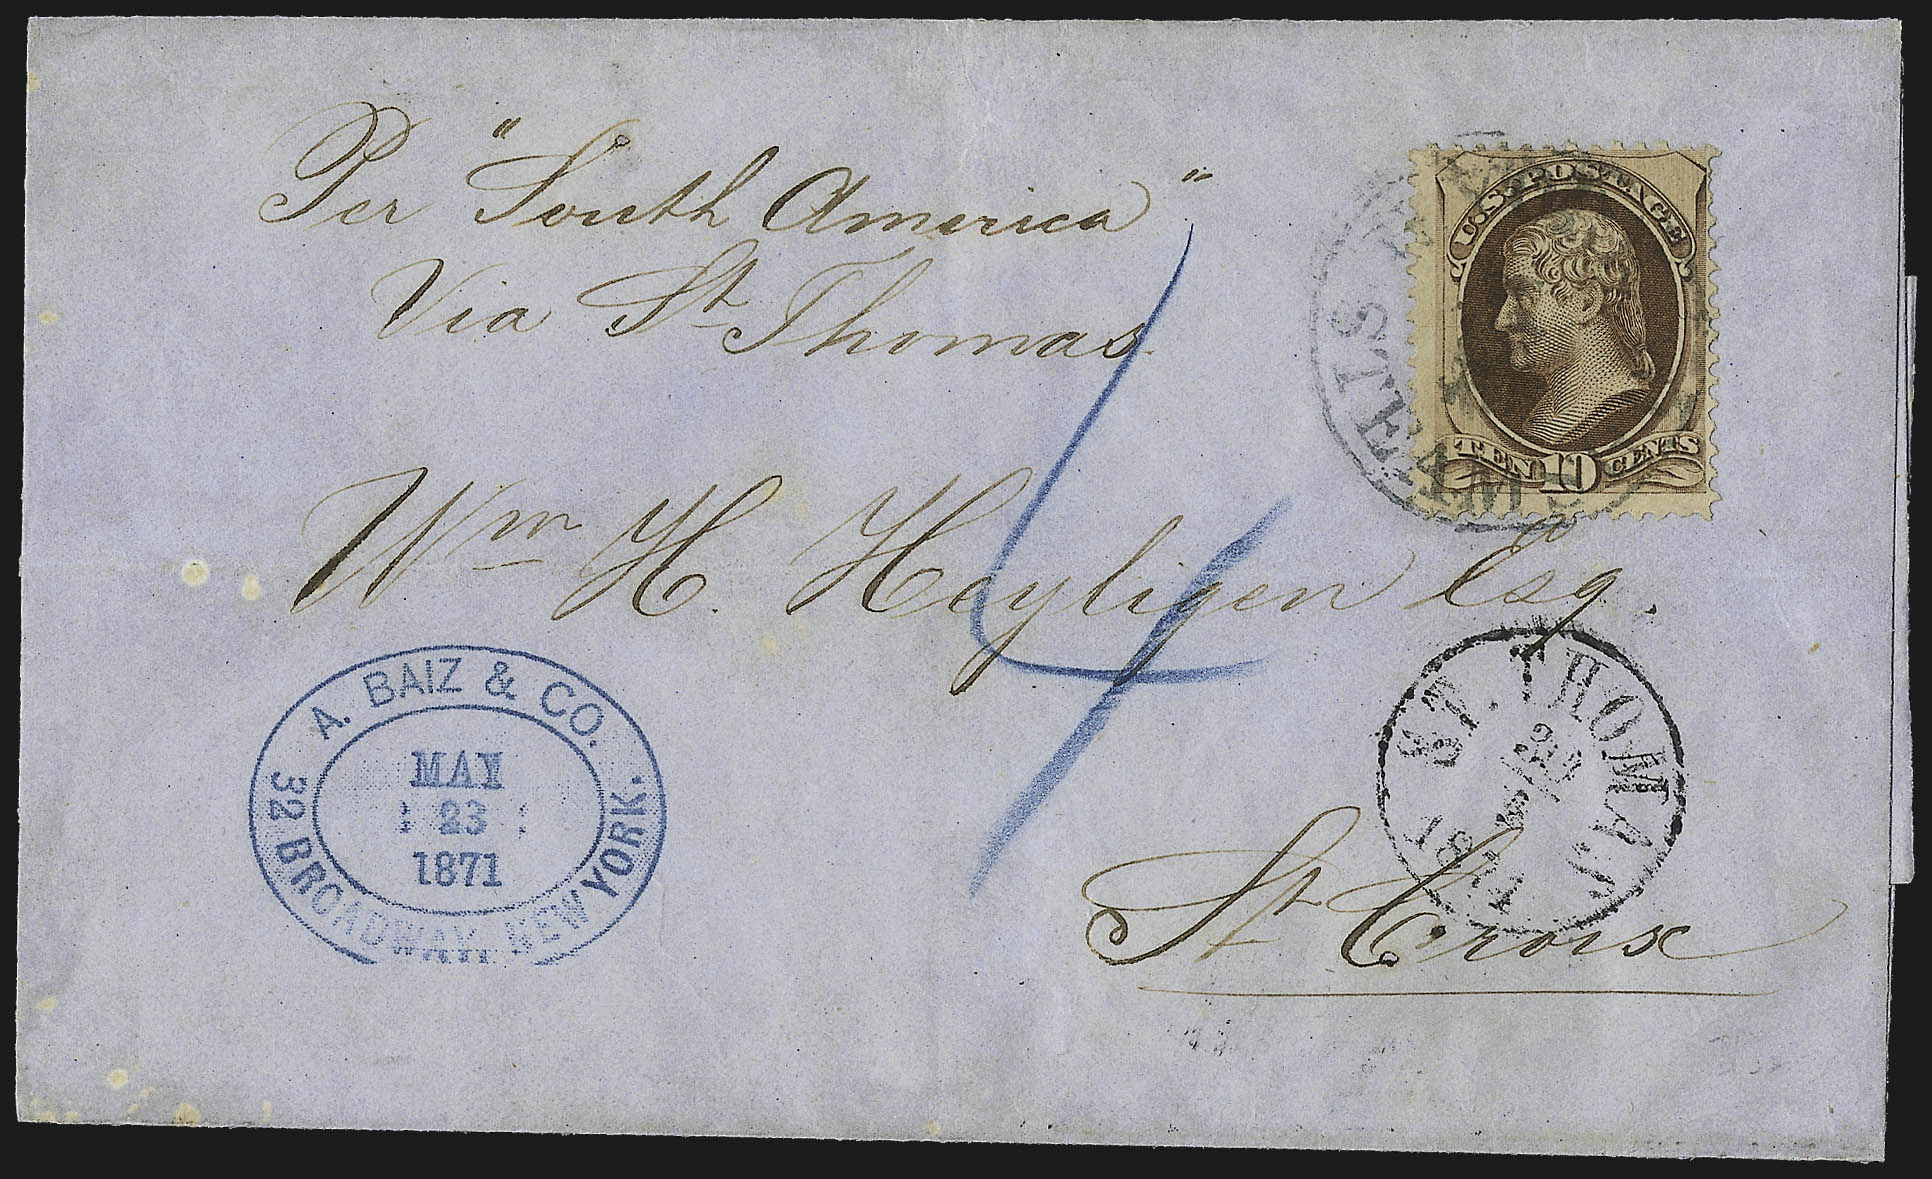 Per "South America"
Via St Thomas.
U.S. POSTAGE
TEN 10 CENTS
Wm H. Heyligen Esq.
4
A. BAIZ & CO.
MAY
: 23 :
1871
32 BROADWAY, NEW YORK.
ST. THOMAS
187
St Croix